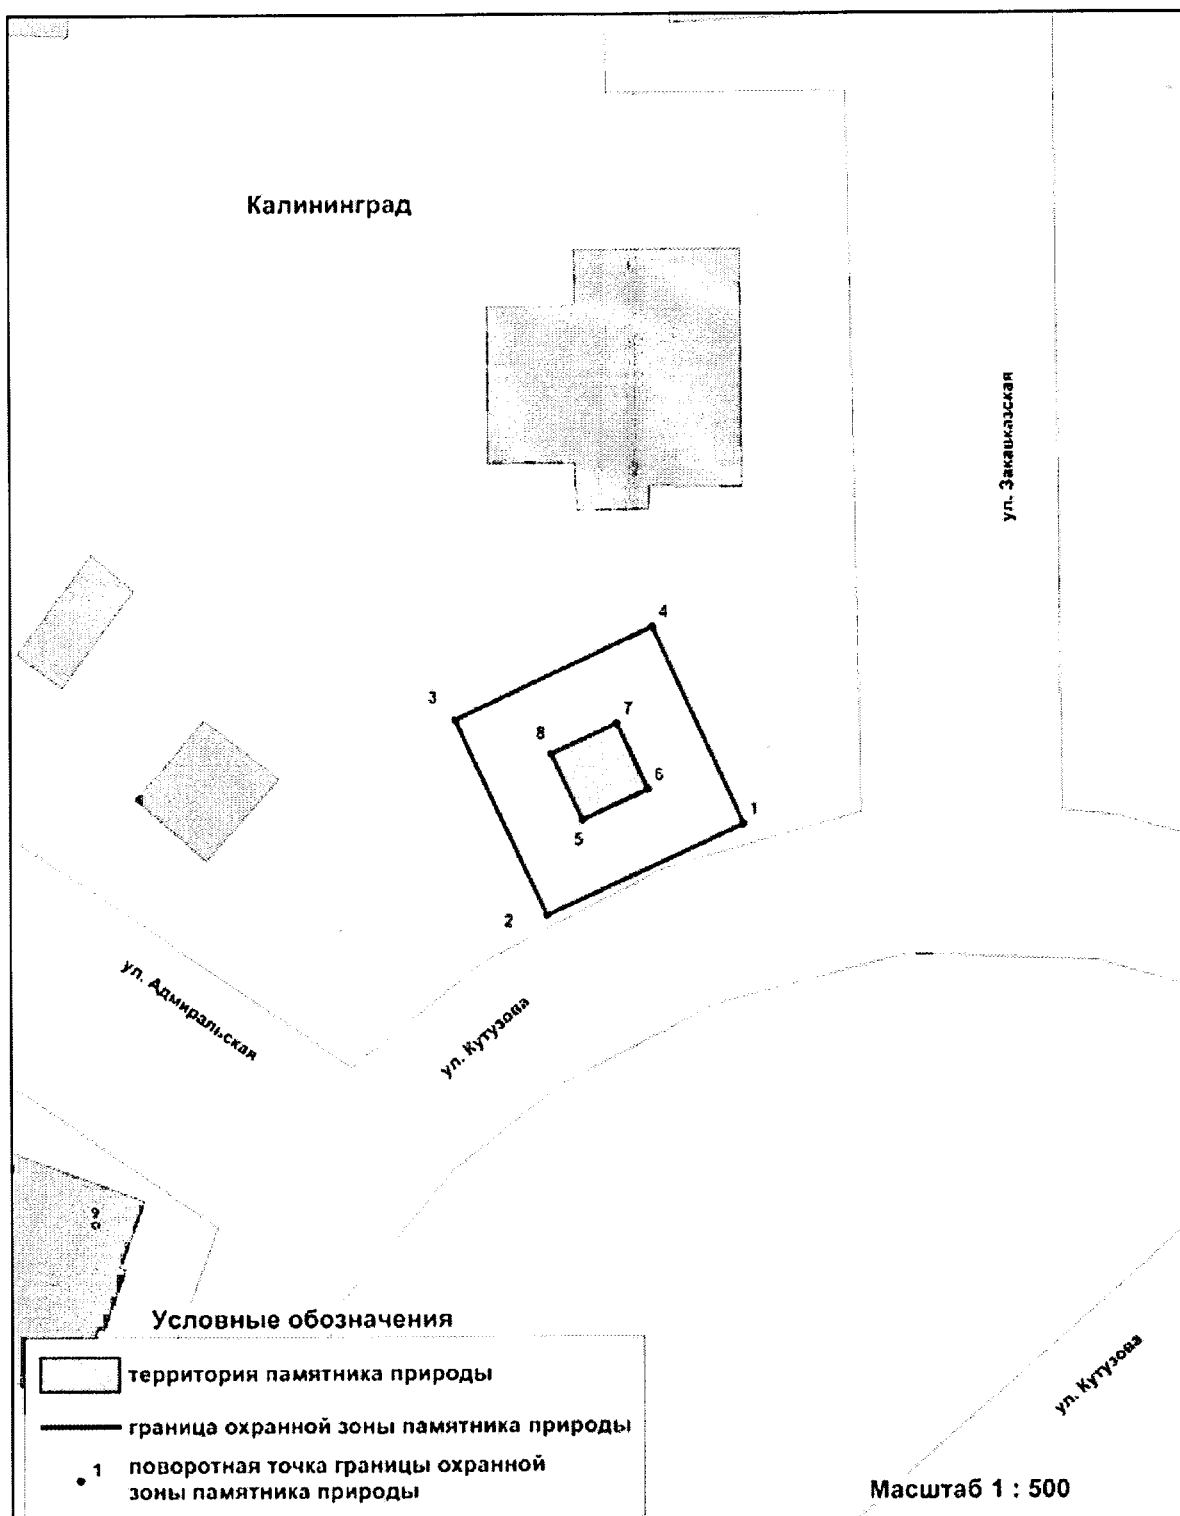 Калининград
ул. Закавказская
4
3
7
8
6
1
5
2
ул. Адмиральская
ул. Кутузова
ул. Кутузова
Условные обозначения
территория памятника природы
граница охранной зоны памятника природы
1 поворотная точка границы охранной
зоны памятника природы
Масштаб 1 : 500